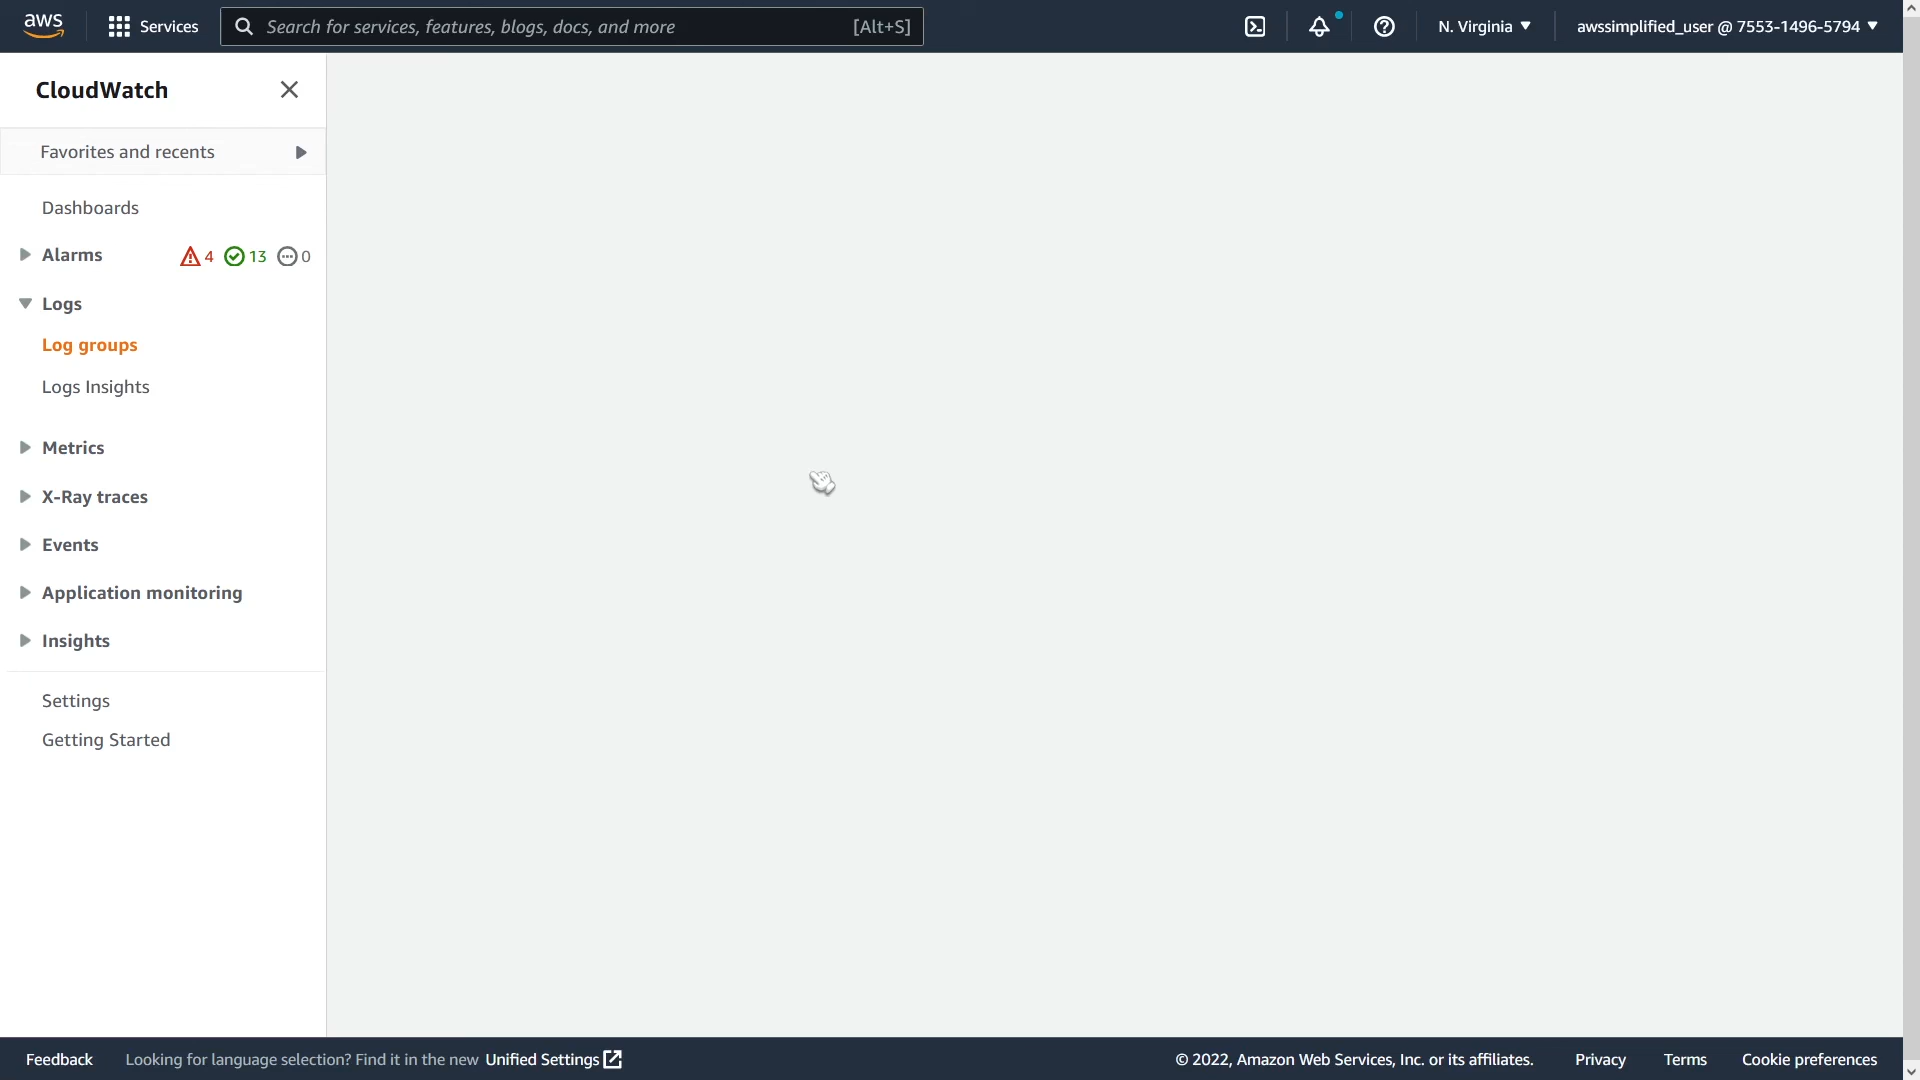 aws
Services
Search for services, features, blogs, docs, and more [Alt+S]
N. Virginia
awssimplified_user @ 7553-1496-5794
CloudWatch
Favorites and recents
Dashboards
Alarms 4 13 0
Logs
Log groups
Logs Insights
Metrics
X-Ray traces
Events
Application monitoring
Insights
Settings
Getting Started
Feedback Looking for language selection? Find it in the new Unified Settings © 2022, Amazon Web Services, Inc. or its affiliates. Privacy Terms Cookie preferences